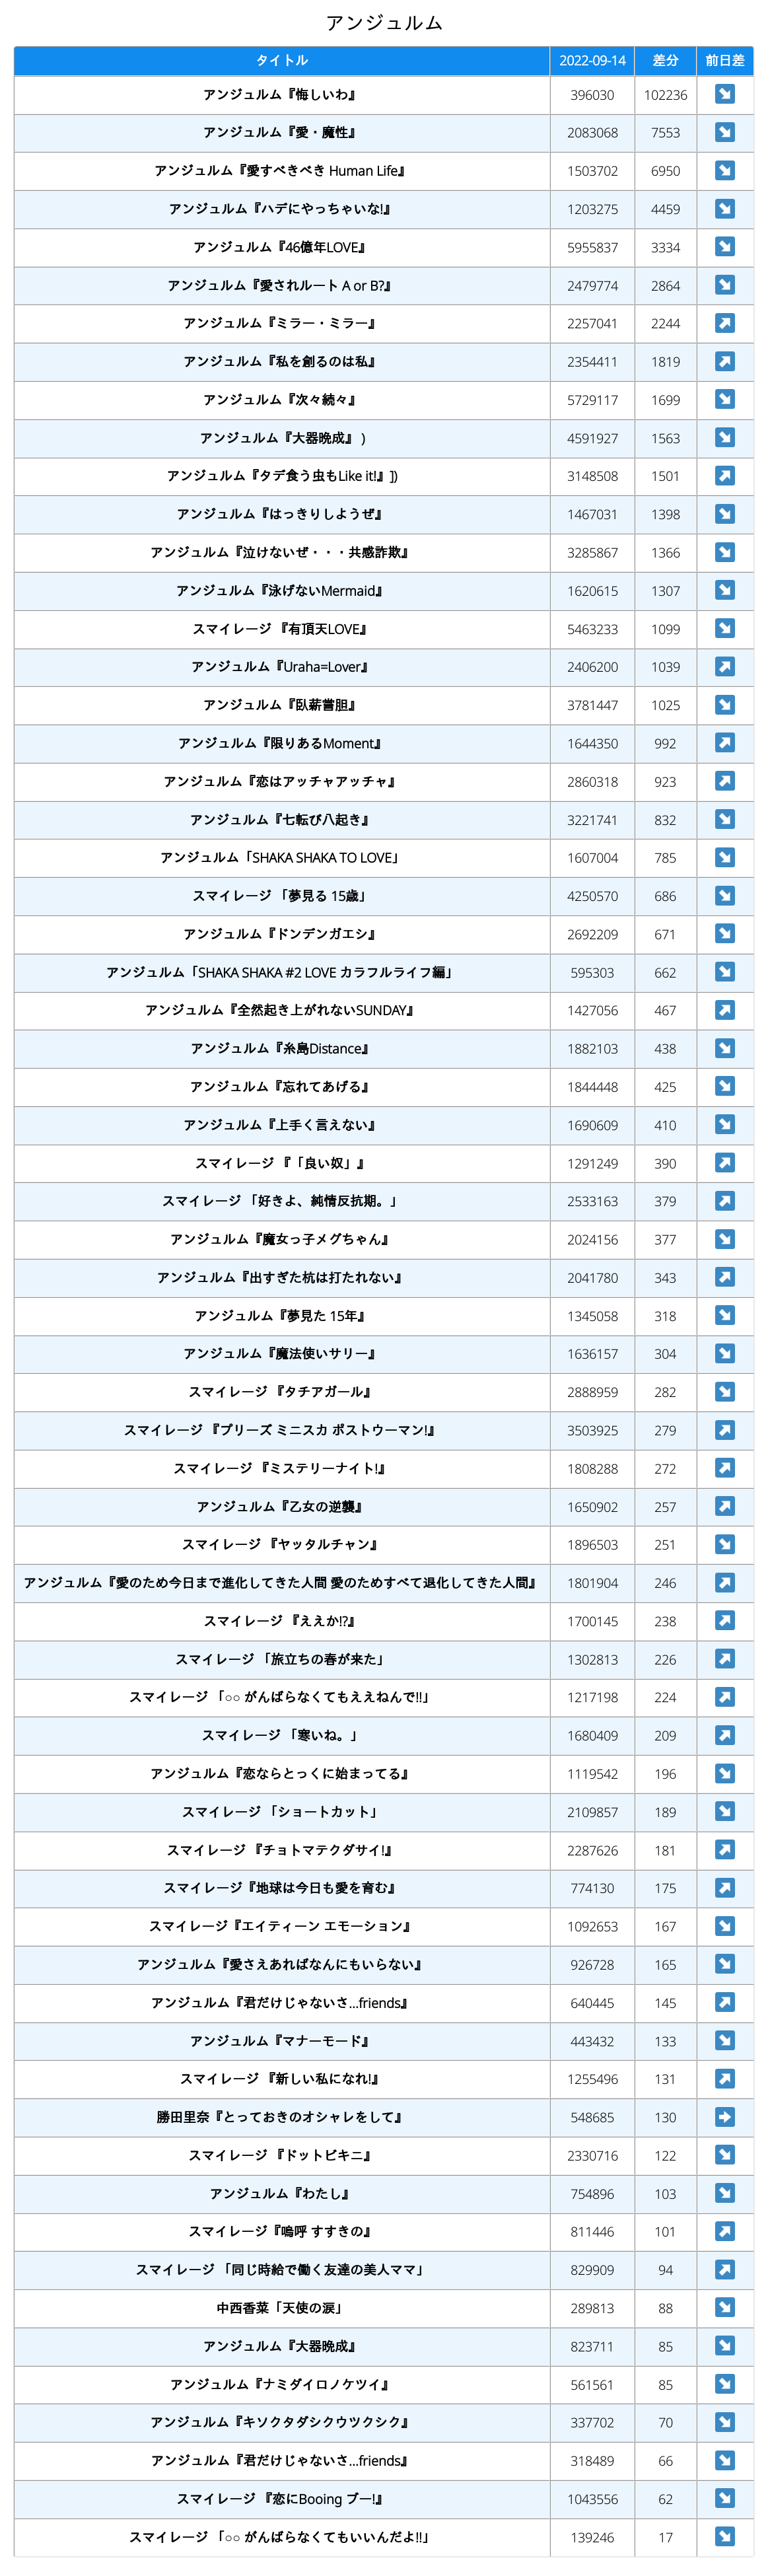 アンジュルム
タイトル 2022-09-14 差分 前日差
アンジュルム『悔しいわ』 396030 102236 ↘
アンジュルム『愛・魔性』 2083068 7553 ↘
アンジュルム『愛すべきべき Human Life』 1503702 6950 ↘
アンジュルム『ハデにやっちゃいな!』 1203275 4459 ↘
アンジュルム『46億年LOVE』 5955837 3334 ↘
アンジュルム『愛されルート A or B?』 2479774 2864 ↘
アンジュルム『ミラー・ミラー』 2257041 2244 ↗
アンジュルム『私を創るのは私』 2354411 1819 ↗
アンジュルム『次々続々』 5729117 1699 ↘
アンジュルム『大器晩成』 ) 4591927 1563 ↘
アンジュルム『タデ食う虫もLike it!』]) 3148508 1501 ↗
アンジュルム『はっきりしようぜ』 1467031 1398 ↘
アンジュルム『泣けないぜ・・・共感詐欺』 3285867 1366 ↘
アンジュルム『泳げないMermaid』 1620615 1307 ↘
スマイレージ 『有頂天LOVE』 5463233 1099 ↘
アンジュルム『Uraha=Lover』 2406200 1039 ↗
アンジュルム『臥薪嘗胆』 3781447 1025 ↘
アンジュルム『限りあるMoment』 1644350 992 ↗
アンジュルム『恋はアッチャアッチャ』 2860318 923 ↗
アンジュルム『七転び八起き』 3221741 832 ↘
アンジュルム「SHAKA SHAKA TO LOVE」 1607004 785 ↘
スマイレージ 「夢見る 15歳」 4250570 686 ↘
アンジュルム『ドンデンガエシ』 2692209 671 ↘
アンジュルム「SHAKA SHAKA #2 LOVE カラフルライフ編」 595303 662 ↘
アンジュルム『全然起き上がれないSUNDAY』 1427056 467 ↗
アンジュルム『糸島Distance』 1882103 438 ↘
アンジュルム『忘れてあげる』 1844448 425 ↘
アンジュルム『上手く言えない』 1690609 410 ↘
スマイレージ 『「良い奴」』 1291249 390 ↗
スマイレージ 「好きよ、純情反抗期。」 2533163 379 ↗
アンジュルム『魔女っ子メグちゃん』 2024156 377 ↘
アンジュルム『出すぎた杭は打たれない』 2041780 343 ↗
アンジュルム『夢見た 15年』 1345058 318 ↘
アンジュルム『魔法使いサリー』 1636157 304 ↘
スマイレージ 『タチアガール』 2888959 282 ↘
スマイレージ 『プリーズ ミニスカ ポストウーマン!』 3503925 279 ↗
スマイレージ 『ミステリーナイト!』 1808288 272 ↗
アンジュルム『乙女の逆襲』 1650902 257 ↗
スマイレージ 『ヤッタルチャン』 1896503 251 ↘
アンジュルム『愛のため今日まで進化してきた人間 愛のためすべて退化してきた人間』 1801904 246 ↗
スマイレージ 『ええか!?』 1700145 238 ↗
スマイレージ 「旅立ちの春が来た」 1302813 226 ↗
スマイレージ 「○○ がんばらなくてもええねんで!!」 1217198 224 ↗
スマイレージ 「寒いね。」 1680409 209 ↗
アンジュルム『恋ならとっくに始まってる』 1119542 196 ↘
スマイレージ 「ショートカット」 2109857 189 ↘
スマイレージ 『チョトマテクダサイ!』 2287626 181 ↗
スマイレージ『地球は今日も愛を育む』 774130 175 ↗
スマイレージ『エイティーン エモーション』 1092653 167 ↘
アンジュルム『愛さえあればなんにもいらない』 926728 165 ↘
アンジュルム『君だけじゃないさ...friends』 640445 145 ↗
アンジュルム『マナーモード』 443432 133 ↘
スマイレージ 『新しい私になれ!』 1255496 131 ↗
勝田里奈『とっておきのオシャレをして』 548685 130 ➡
スマイレージ 『ドットビキニ』 2330716 122 ↘
アンジュルム『わたし』 754896 103 ↘
スマイレージ『嗚呼 すすきの』 811446 101 ↗
スマイレージ 「同じ時給で働く友達の美人ママ」 829909 94 ↗
中西香菜「天使の涙」 289813 88 ↘
アンジュルム『大器晩成』 823711 85 ↘
アンジュルム『ナミダイロノケツイ』 561561 85 ↘
アンジュルム『キソクタダシクウツクシク』 337702 70 ↘
アンジュルム『君だけじゃないさ...friends』 318489 66 ↘
スマイレージ 『恋にBooing ブー!』 1043556 62 ↘
スマイレージ 「○○ がんばらなくてもいいんだよ!!」 139246 17 ↘